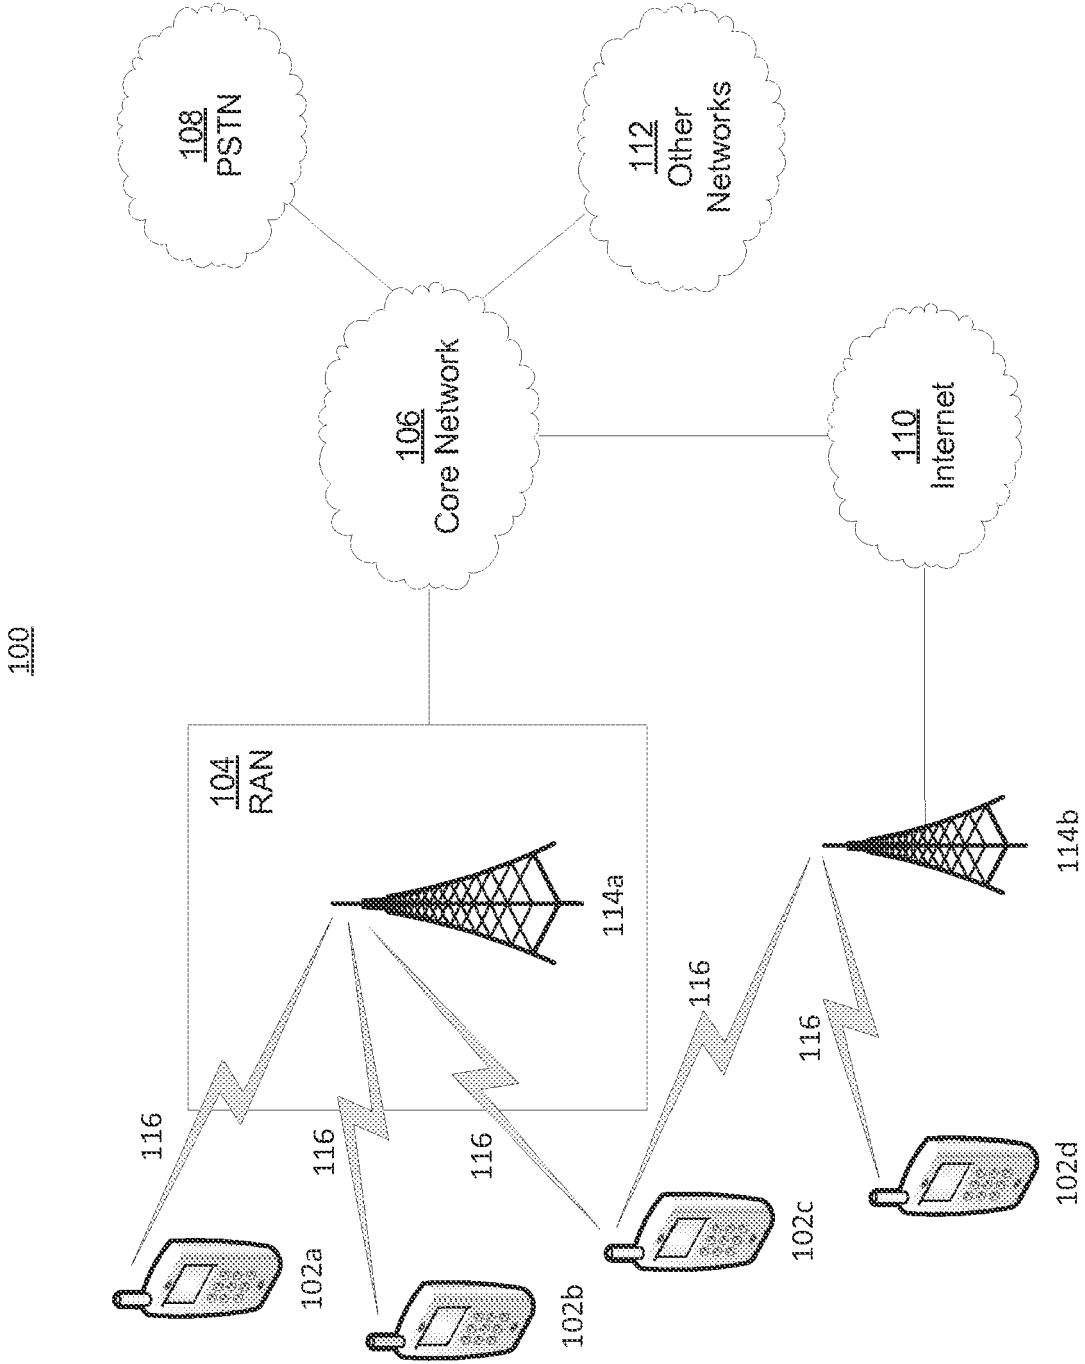 100
102a
116
102b
116
102c
116
116
102d
116
104
RAN
114a
114b
106
Core Network
108
PSTN
110
Internet
112
Other
Networks